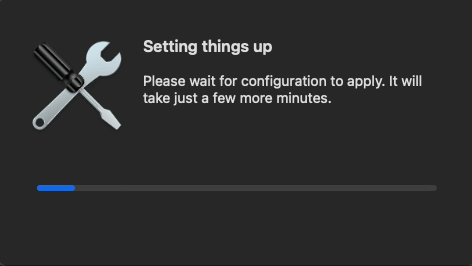 Setting things up
Please wait for configuration to apply. It will
take just a few more minutes.